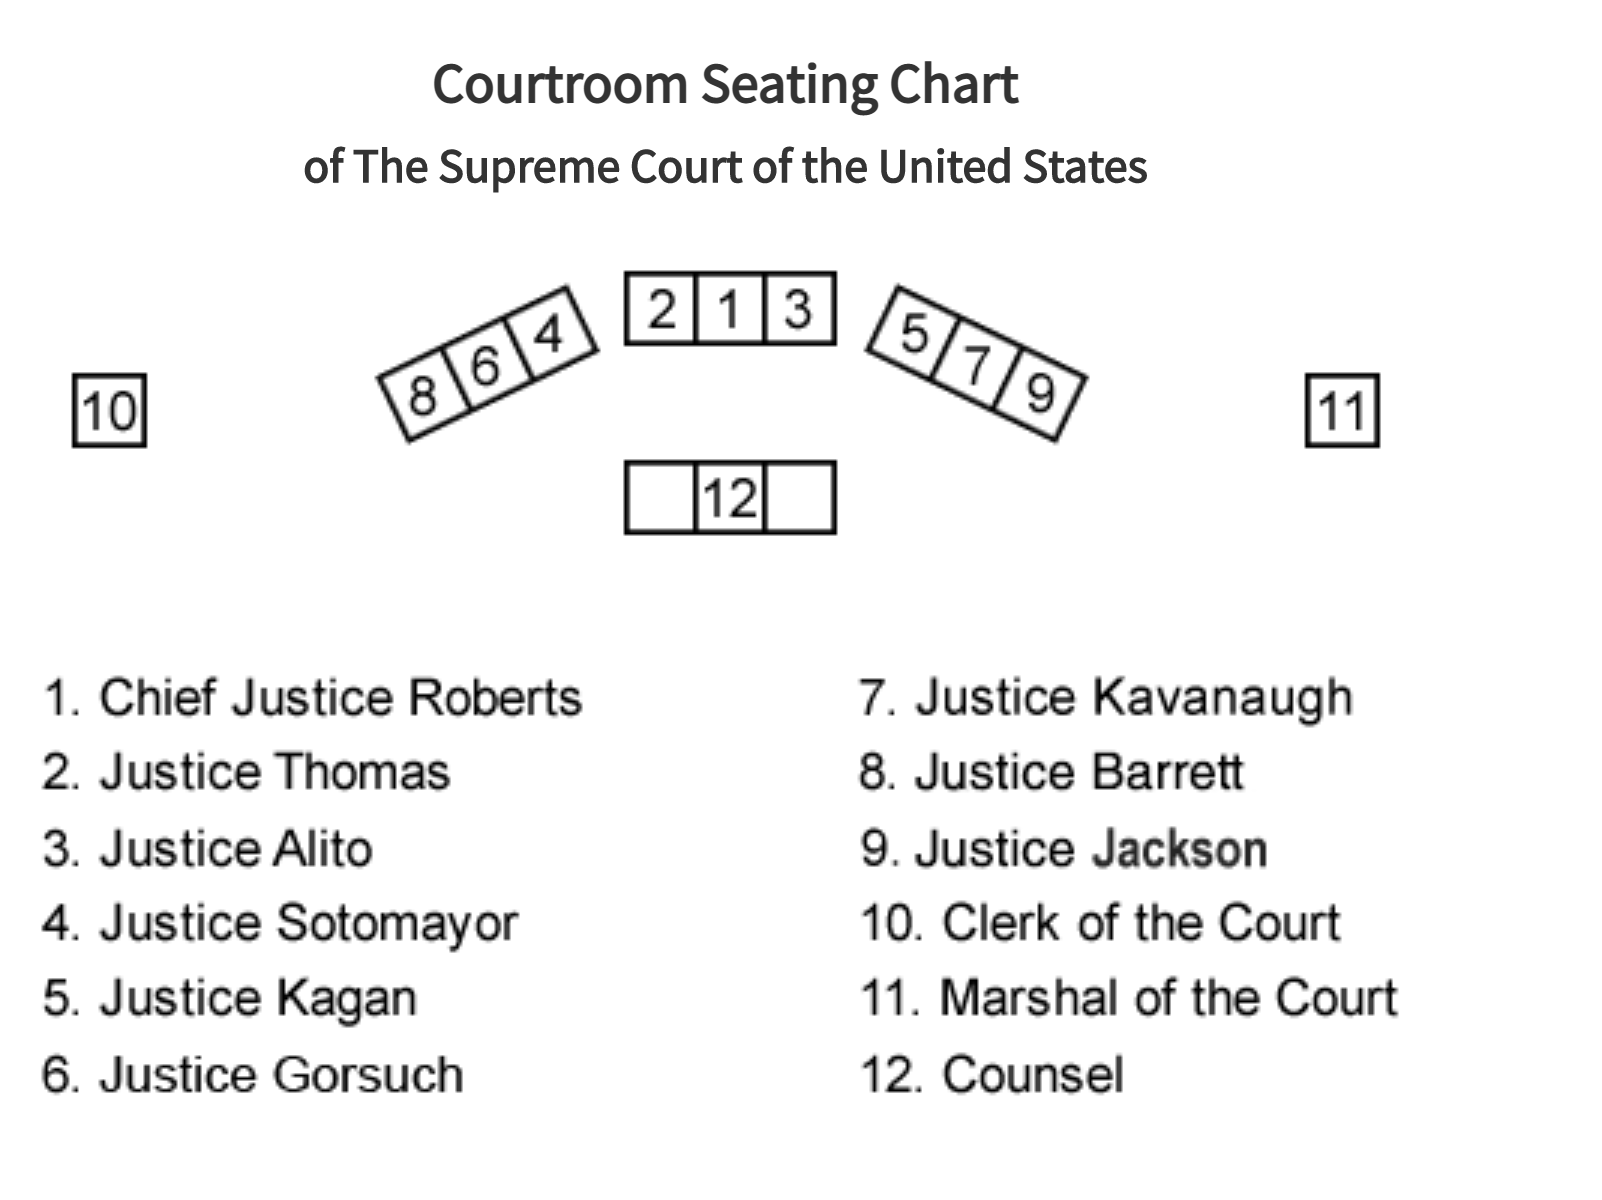 Courtroom Seating Chart
of The Supreme Court of the United States
2 1 3
8 6 4
5 7 9
10
11
12
1. Chief Justice Roberts
2. Justice Thomas
3. Justice Alito
4. Justice Sotomayor
5. Justice Kagan
6. Justice Gorsuch
7. Justice Kavanaugh
8. Justice Barrett
9. Justice Jackson
10. Clerk of the Court
11. Marshal of the Court
12. Counsel